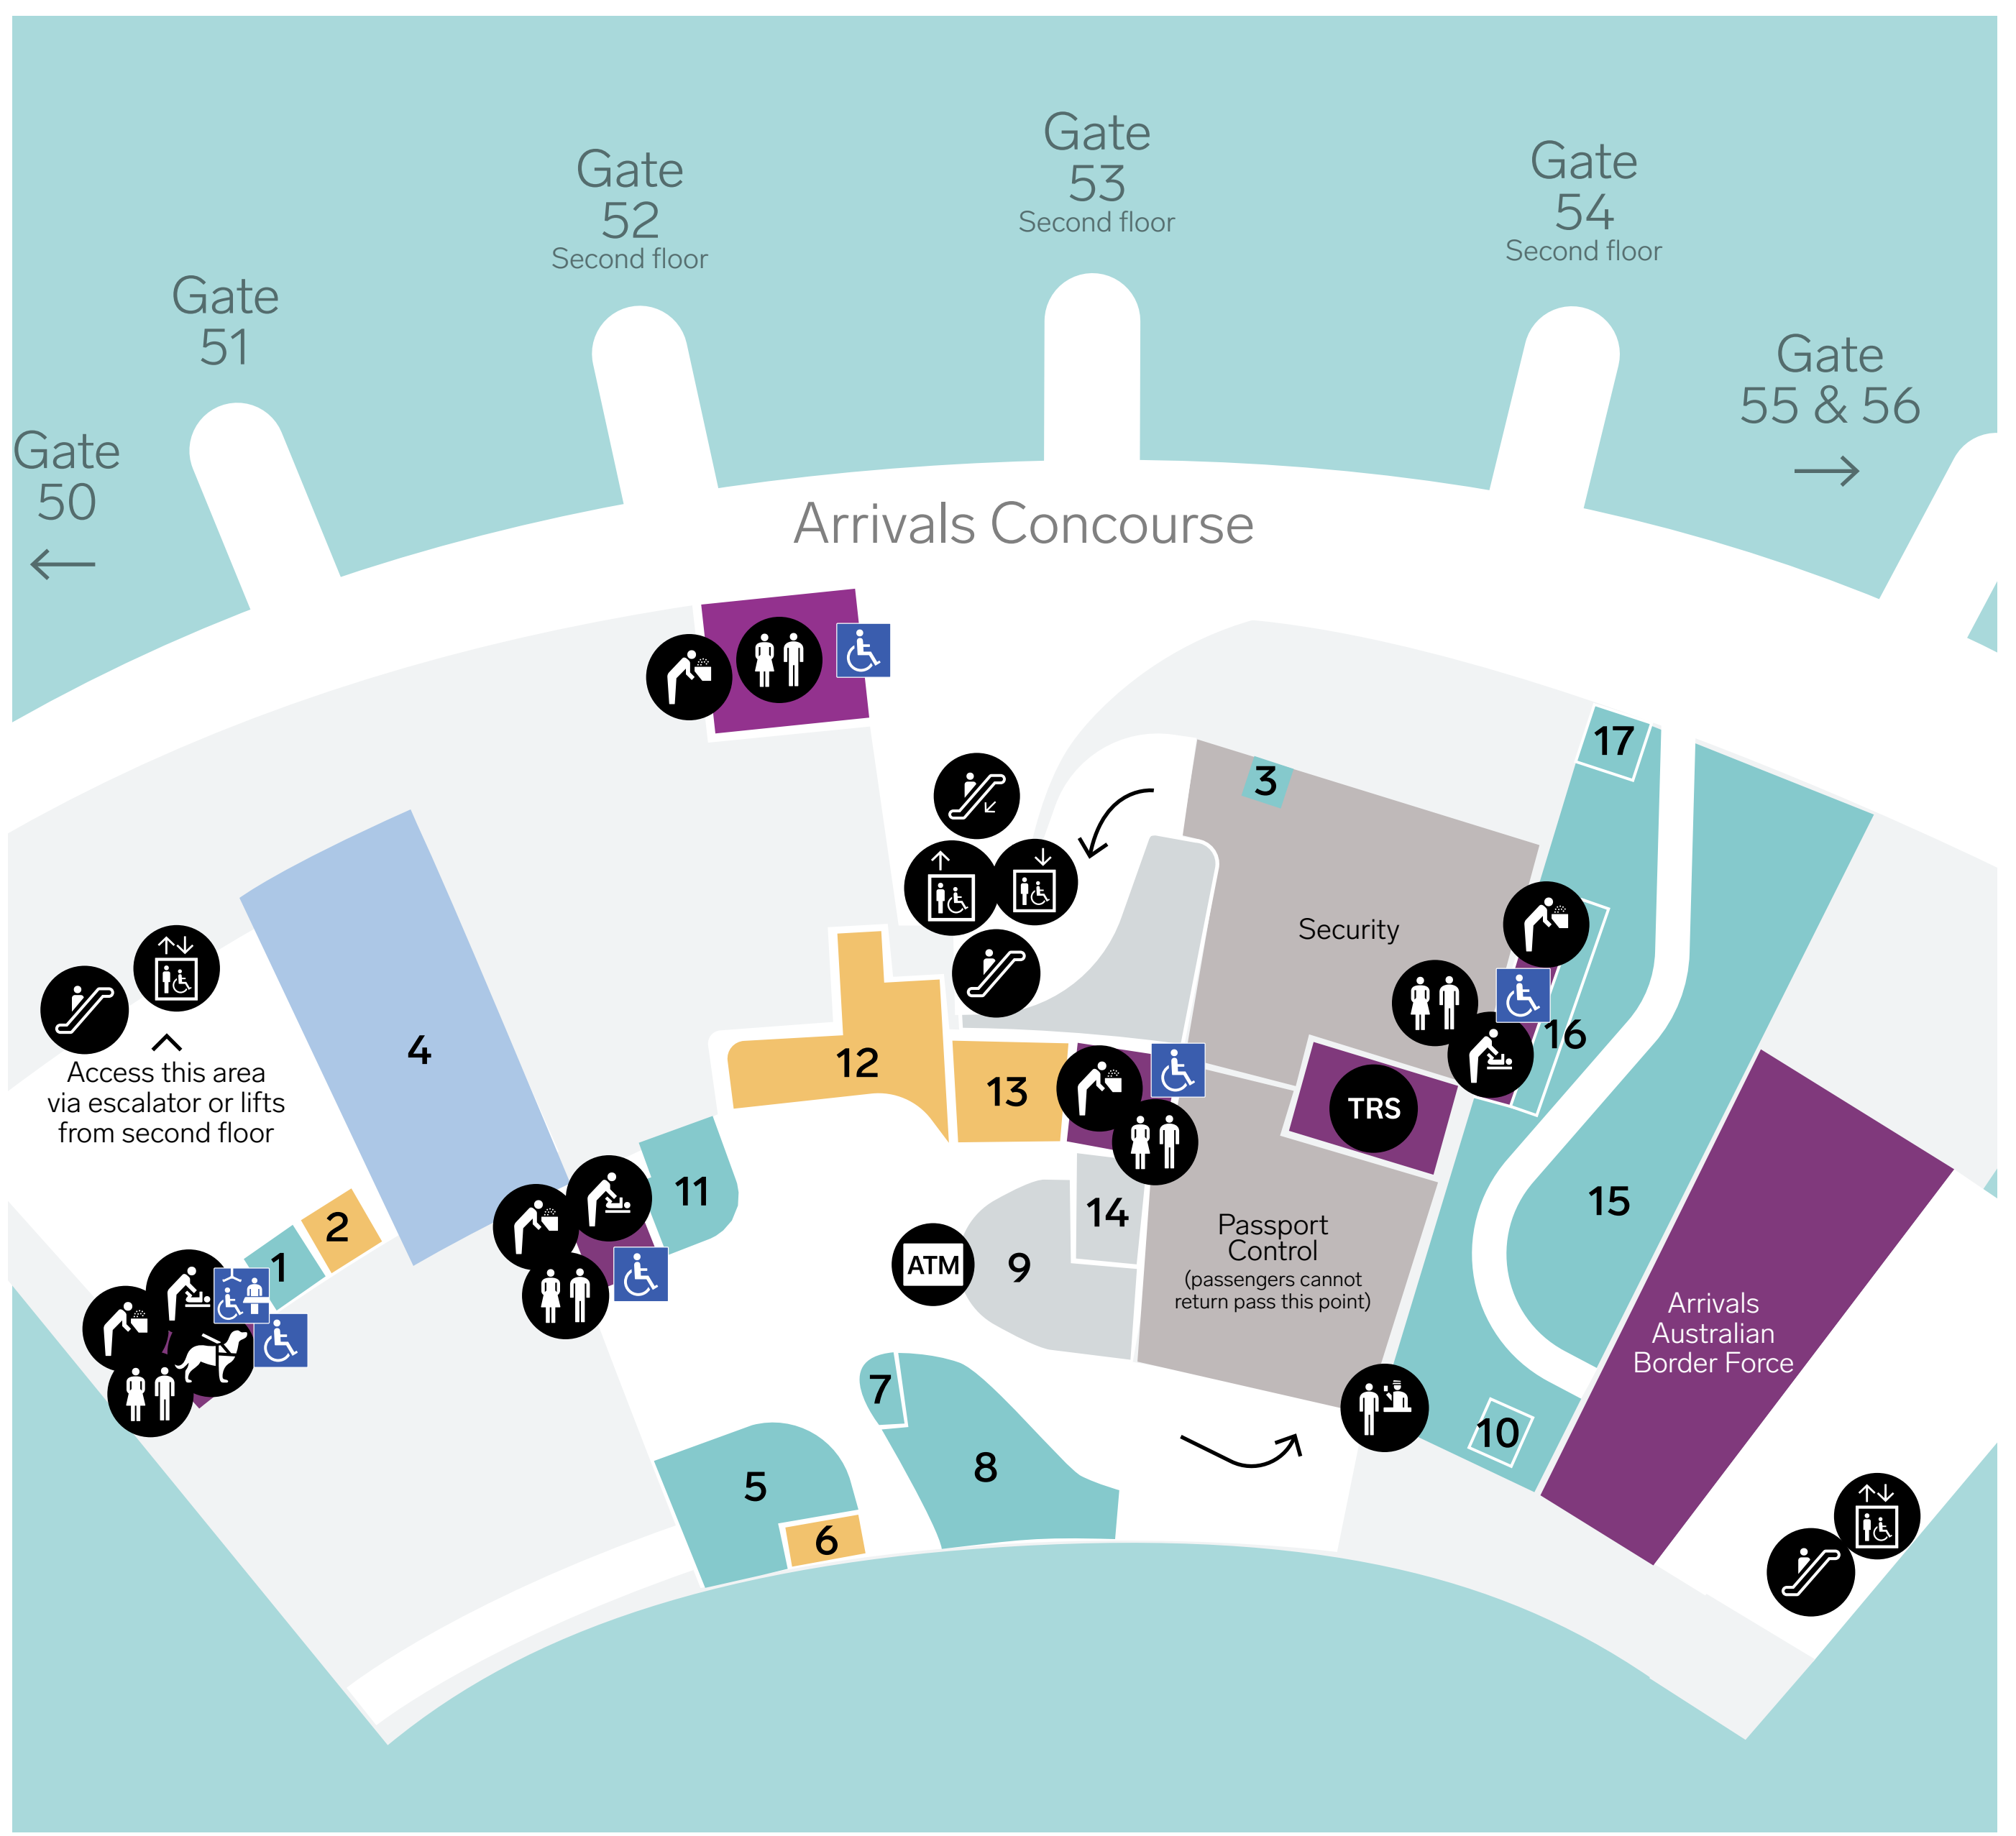 Gate
53
Second floor
Gate
54
Second floor
Gate
52
Second floor
Gate
51
Gate
55 & 56
Gate
50
Arrivals Concourse
17
3
Security
16
4
12
13
TRS
Access this area
via escalator or lifts
from second floor
11
14
15
2
1
ATM
9
Passport
Control
(passengers cannot
return pass this point)
Arrivals
Australian
Border Force
7
10
8
5
6